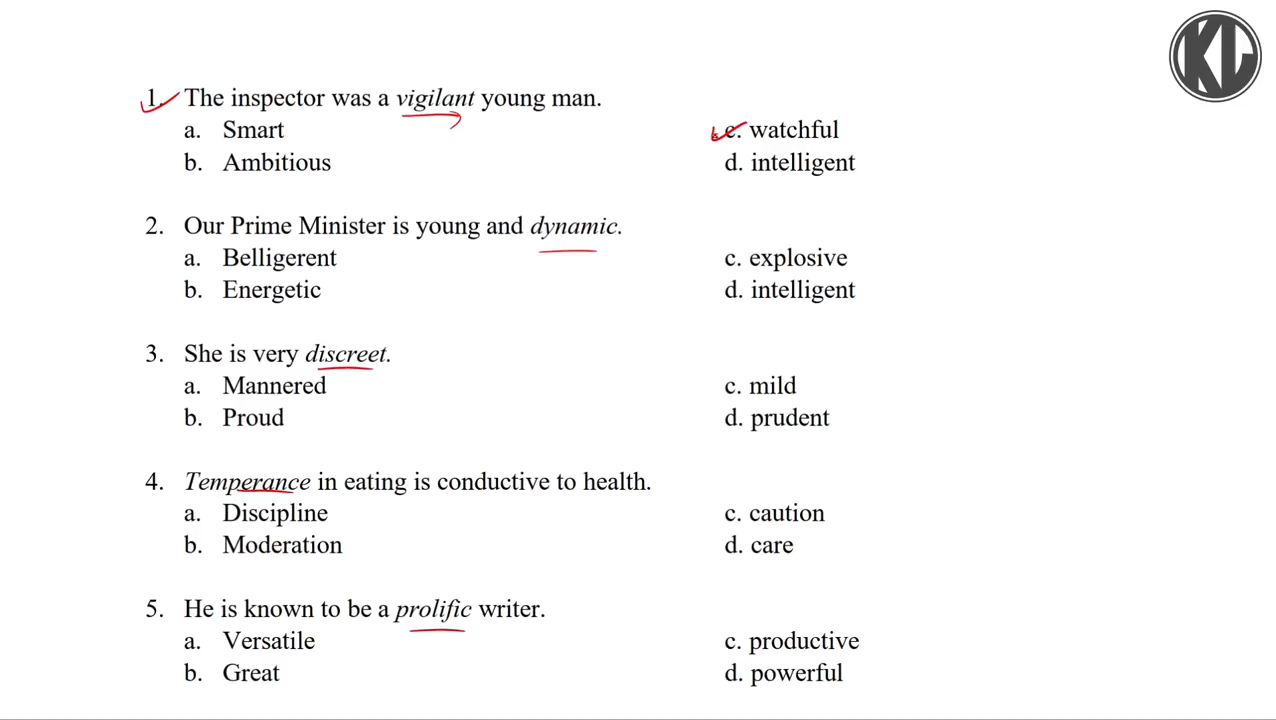 KL
1. The inspector was a vigilant young man.
a. Smart c. watchful
b. Ambitious d. intelligent
2. Our Prime Minister is young and dynamic.
a. Belligerent c. explosive
b. Energetic d. intelligent
3. She is very discreet.
a. Mannered c. mild
b. Proud d. prudent
4. Temperance in eating is conductive to health.
a. Discipline c. caution
b. Moderation d. care
5. He is known to be a prolific writer.
a. Versatile c. productive
b. Great d. powerful